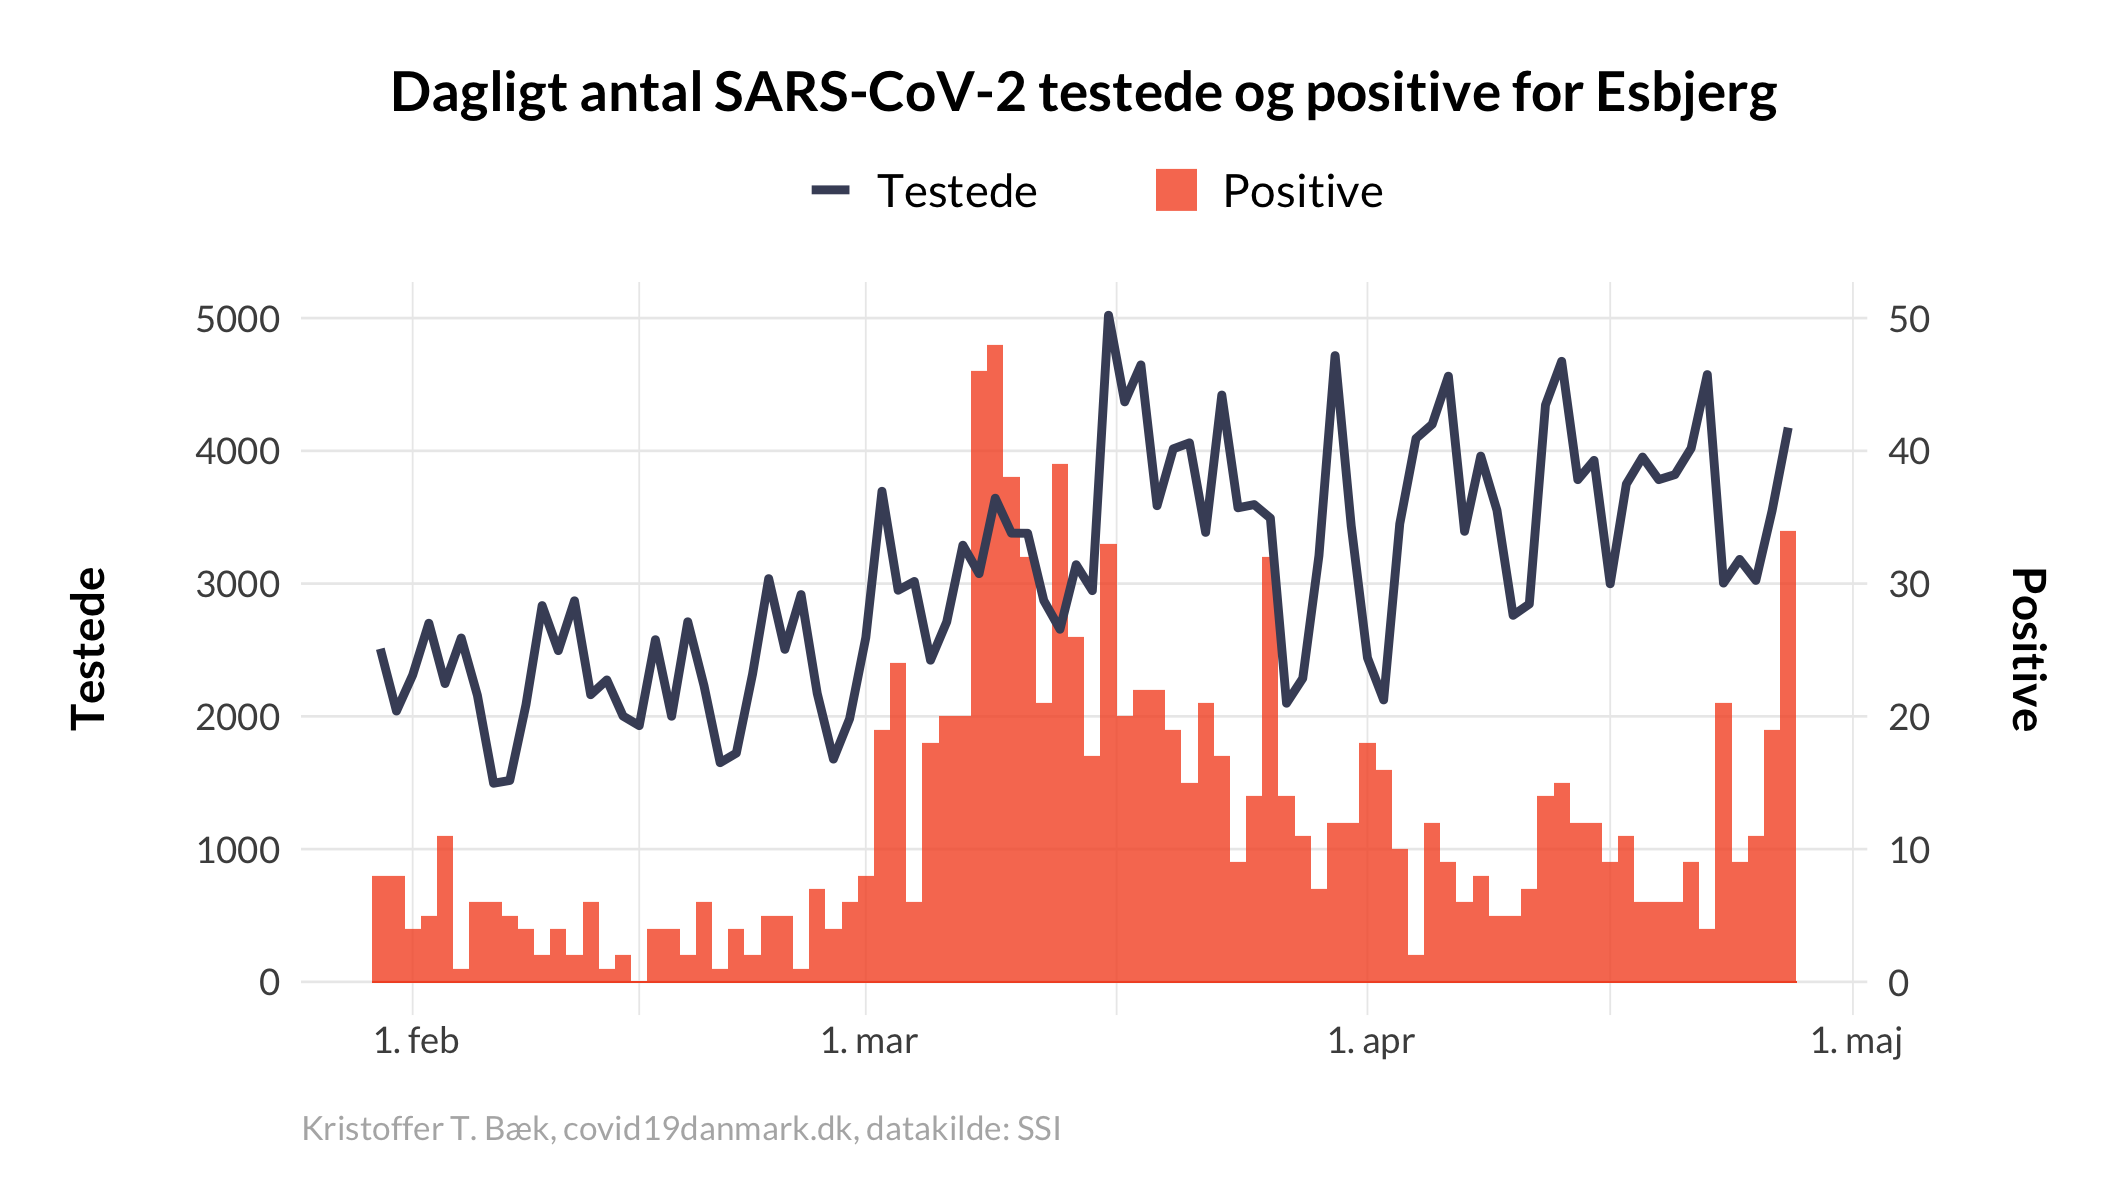 Dagligt antal SARS-CoV-2 testede og positive for Esbjerg
Testede Positive
5000 50
4000 40
3000 30
2000 20
1000 10
0 0
Testede
Positive
1. feb 1. mar 1. apr 1. maj
Kristoffer T. Bæk, covid19danmark.dk, datakilde: SSI